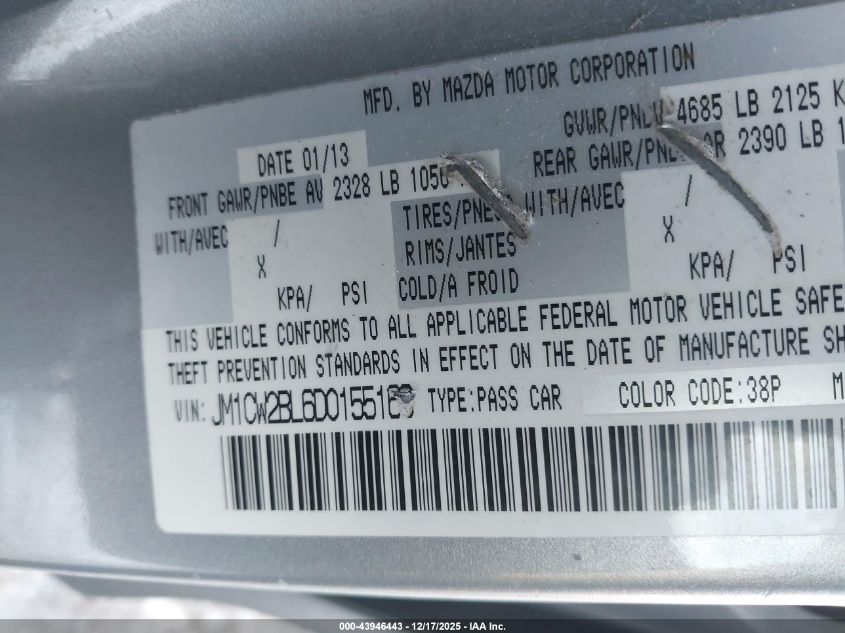 MFD. BY MAZDA MOTOR CORPORATION
DATE 01/13
GVWR/PNBV 4685 LB 2125 K
FRONT GAWR/PNBE AV 2328 LB
REAR GAWR/PNBE AR 2390 LB
WITH/AVEC / X KPA/ PSI
TIRES/PNEUS
RIMS/JANTES
COLD/A FROID
WITH/AVEC / X KPA/ PSI
THIS VEHICLE CONFORMS TO ALL APPLICABLE FEDERAL MOTOR VEHICLE SAFE
THEFT PREVENTION STANDARDS IN EFFECT ON THE DATE OF MANUFACTURE SH
VIN: TYPE:PASS CAR COLOR CODE:38P M
000-43946443 - 12/17/2025 - IAA Inc.